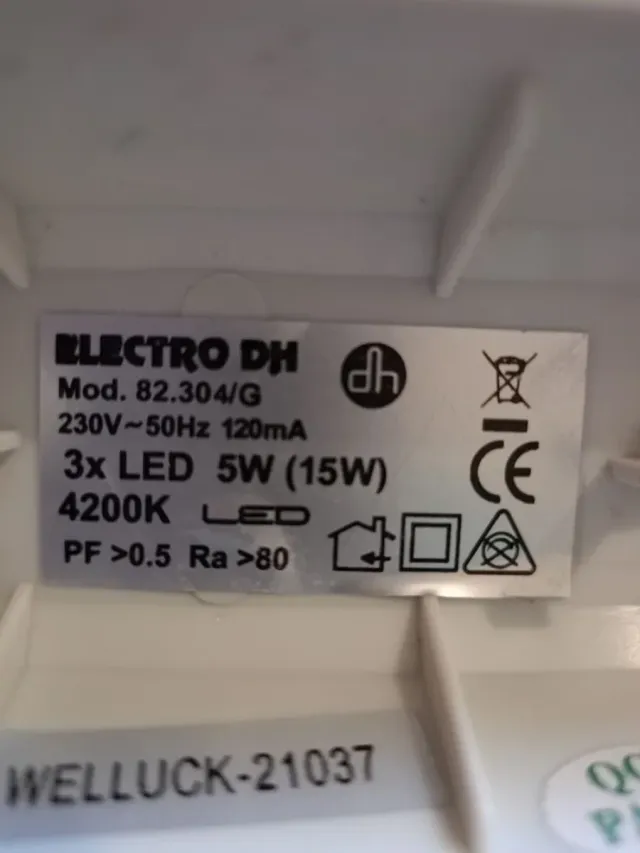 ELECTRO DH
dh
Mod. 82.304/G
230V~50Hz 120mA
3x LED 5W (15W)
CE
4200K LED
PF >0.5 Ra >80
WELLUCK-21037